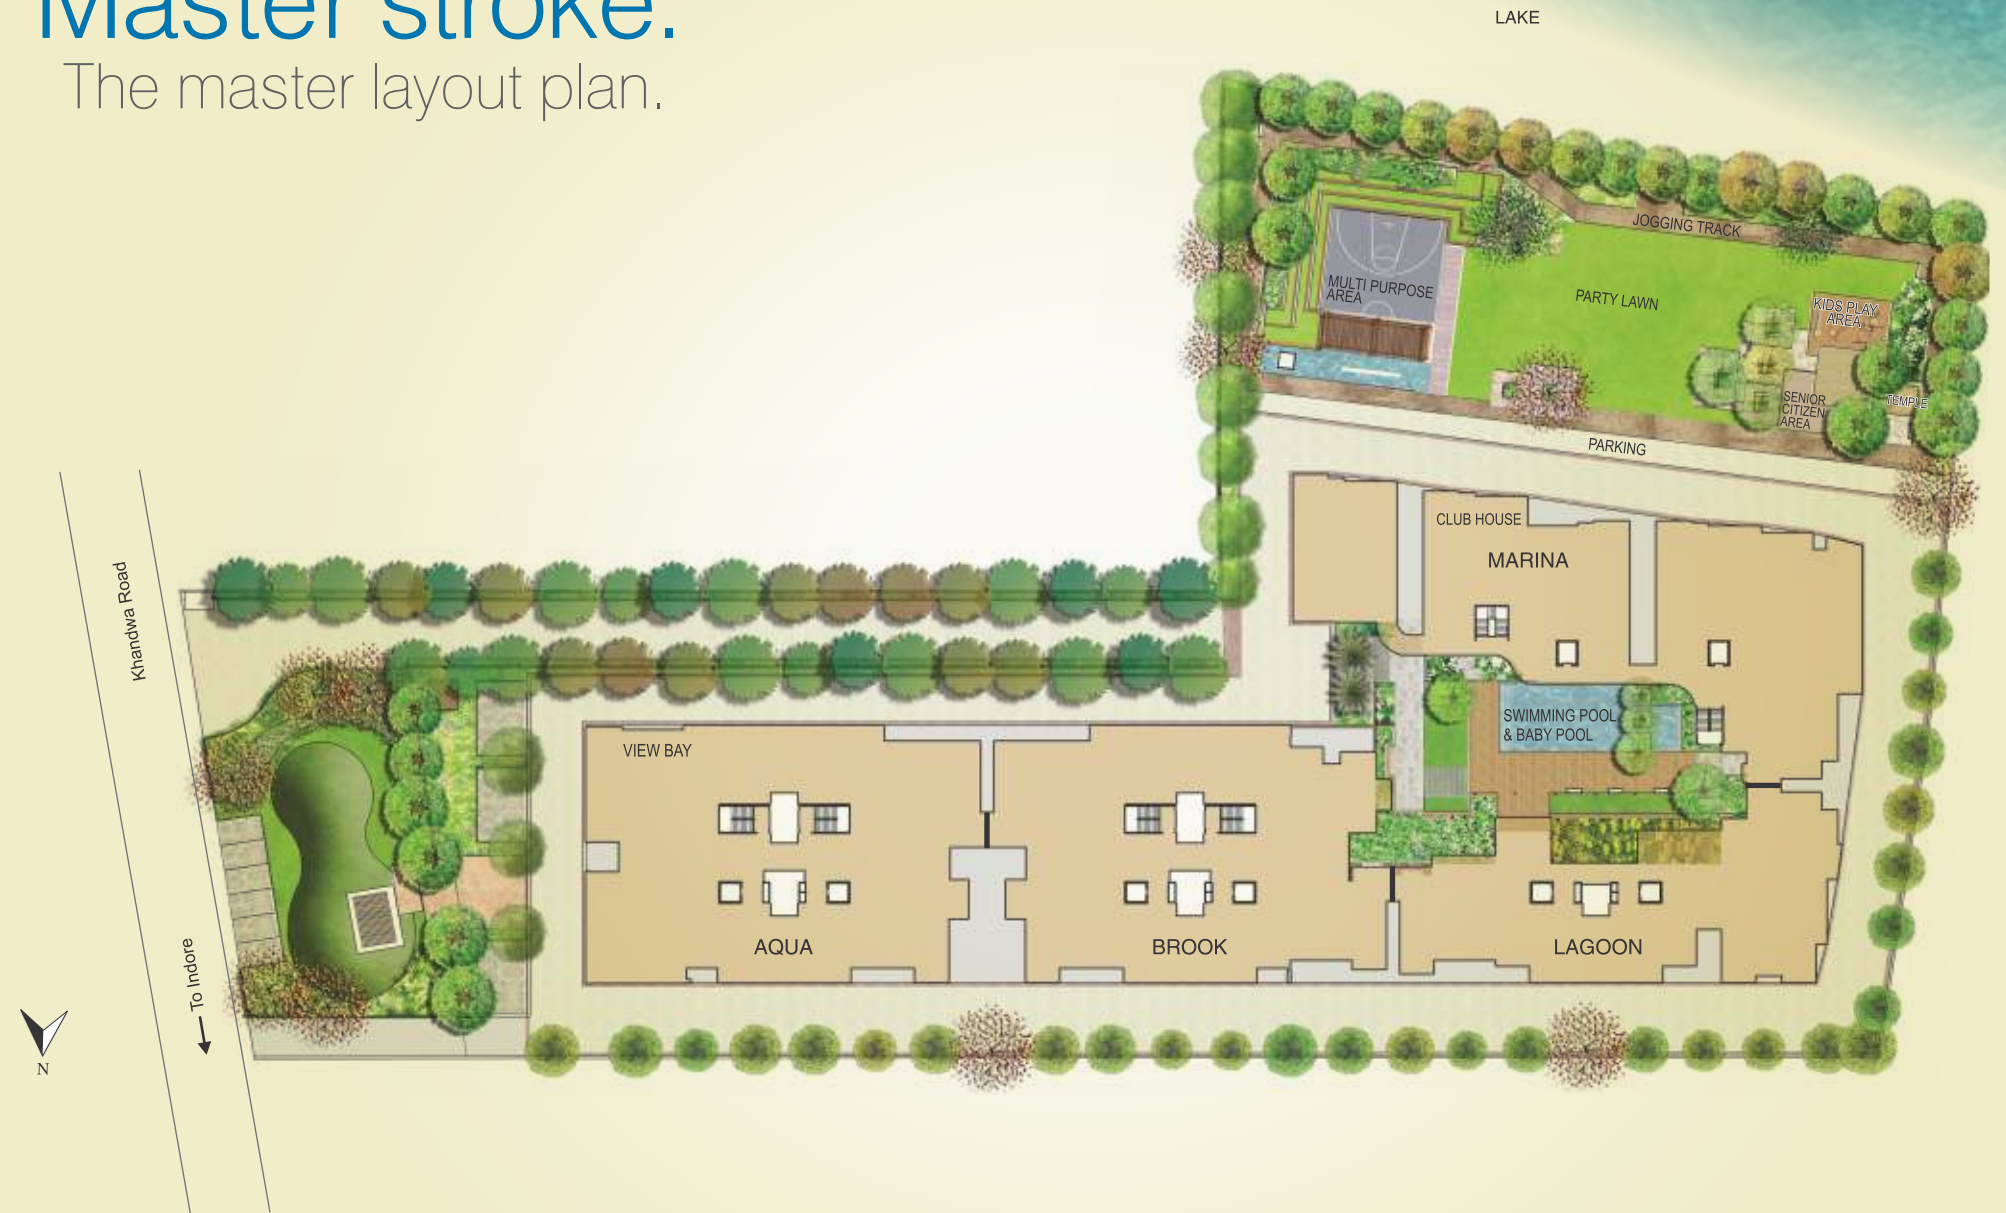 Master stroke.
The master layout plan.
LAKE
JOGGING TRACK
MULTI PURPOSE
AREA
PARTY LAWN
KIDS PLAY
AREA
SENIOR
CITIZEN
AREA
TEMPLE
PARKING
CLUB HOUSE
MARINA
Khandwa Road
SWIMMING POOL
& BABY POOL
VIEW BAY
AQUA
BROOK
LAGOON
To Indore
N